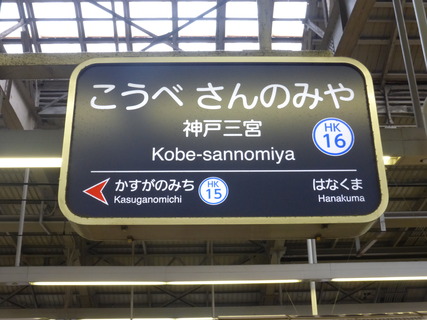 こうべ さんのみや
神戸三宮
Kobe-sannomiya
HK
16
かすがのみち
Kasuganomichi
HK
15
はなくま
Hanakuma